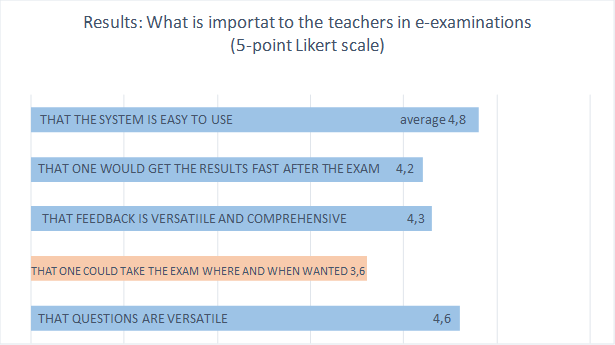 Results: What is importat to the teachers in e-examinations
(5-point Likert scale)
THAT THE SYSTEM IS EASY TO USE average 4,8
THAT ONE WOULD GET THE RESULTS FAST AFTER THE EXAM 4,2
THAT FEEDBACK IS VERSATIILE AND COMPREHENSIVE 4,3
THAT ONE COULD TAKE THE EXAM WHERE AND WHEN WANTED 3,6
THAT QUESTIONS ARE VERSATILE 4,6